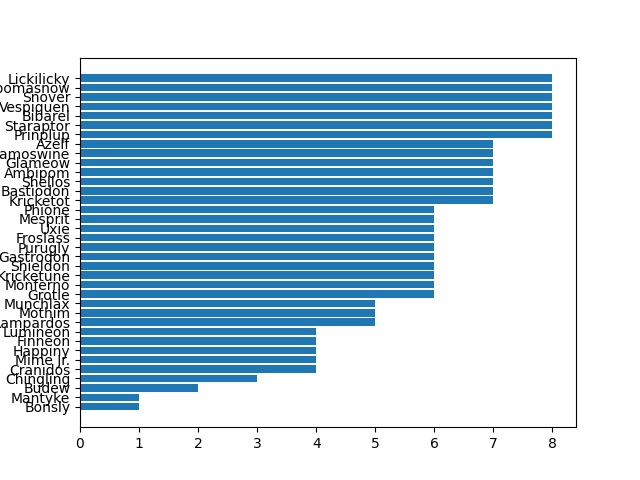 Lickilicky
bomasnow
Snover
Vespiquen
Bibarel
Staraptor
Prinplup
Azelf
amoswine
Glameow
Ambipom
Shellos
Bastiodon
Kricketot
Phione
Mesprit
Uxie
Froslass
Purugly
Gastrodon
Shieldon
Kricketune
Monferno
Grotle
Munchlax
Mothim
ampardos
Lumineon
Finneon
Happiny
Mime Jr.
Cranidos
Chingling
Budew
Mantyke
Bonsly
0 1 2 3 4 5 6 7 8